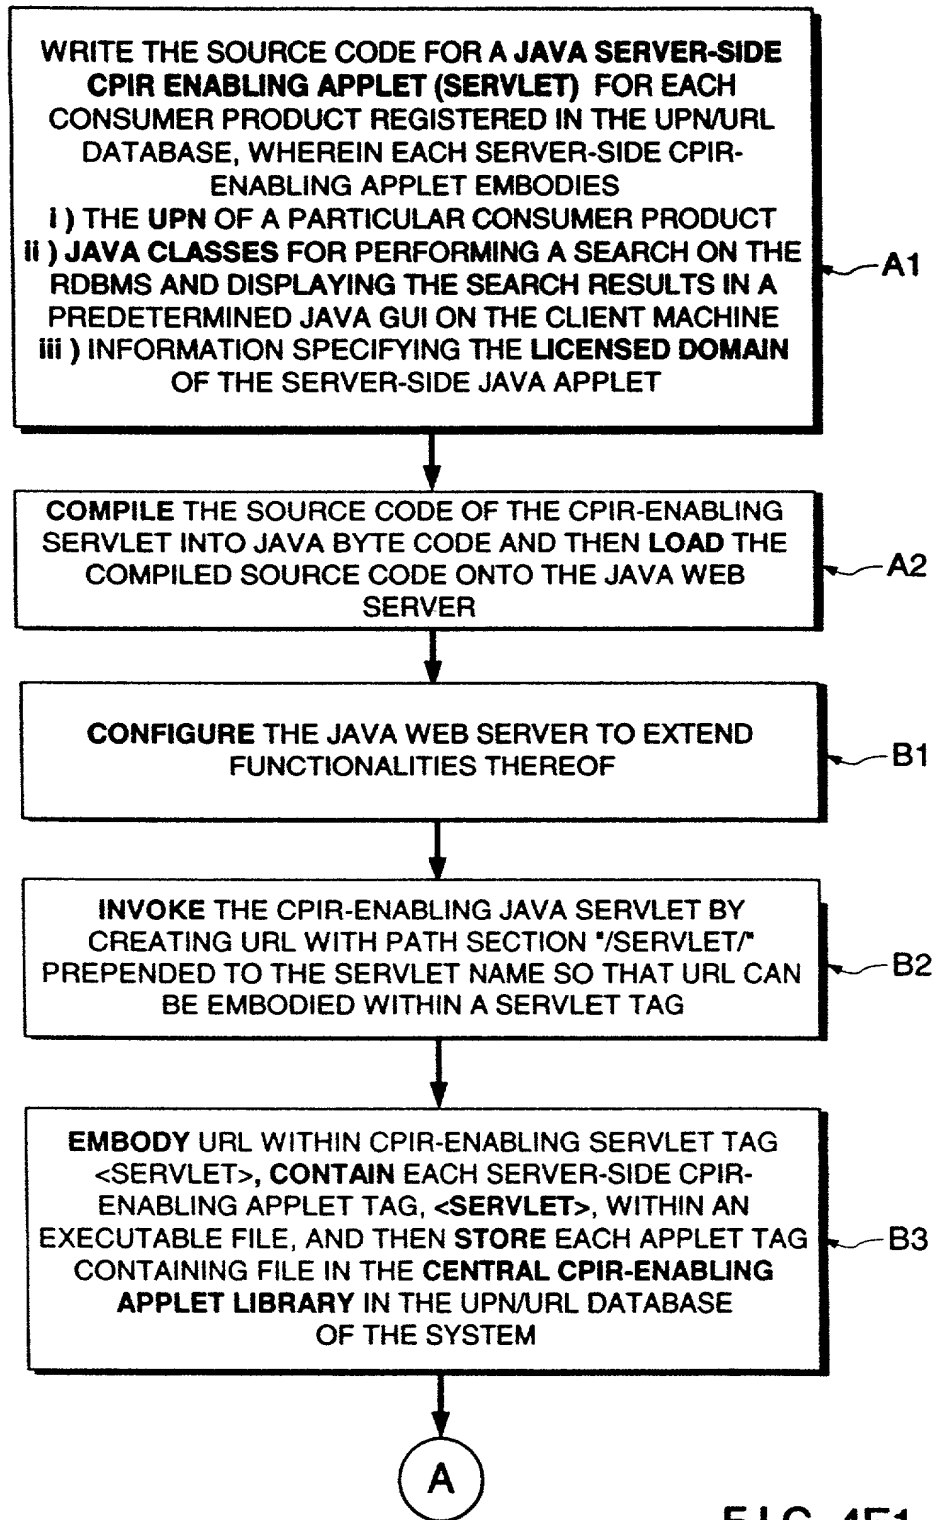 WRITE THE SOURCE CODE FOR A JAVA SERVER-SIDE
CPIR ENABLING APPLET (SERVLET) FOR EACH
CONSUMER PRODUCT REGISTERED IN THE UPN/URL
DATABASE, WHEREIN EACH SERVER-SIDE CPIR-
ENABLING APPLET EMBODIES
i ) THE UPN OF A PARTICULAR CONSUMER PRODUCT
ii ) JAVA CLASSES FOR PERFORMING A SEARCH ON THE
RDBMS AND DISPLAYING THE SEARCH RESULTS IN A
PREDETERMINED JAVA GUI ON THE CLIENT MACHINE
iii ) INFORMATION SPECIFYING THE LICENSED DOMAIN
OF THE SERVER-SIDE JAVA APPLET
A1
COMPILE THE SOURCE CODE OF THE CPIR-ENABLING
SERVLET INTO JAVA BYTE CODE AND THEN LOAD THE
COMPILED SOURCE CODE ONTO THE JAVA WEB
SERVER
A2
CONFIGURE THE JAVA WEB SERVER TO EXTEND
FUNCTIONALITIES THEREOF
B1
INVOKE THE CPIR-ENABLING JAVA SERVLET BY
CREATING URL WITH PATH SECTION "/SERVLET/"
PREPENDED TO THE SERVLET NAME SO THAT URL CAN
BE EMBODIED WITHIN A SERVLET TAG
B2
EMBODY URL WITHIN CPIR-ENABLING SERVLET TAG
<SERVLET>, CONTAIN EACH SERVER-SIDE CPIR-
ENABLING APPLET TAG, <SERVLET>, WITHIN AN
EXECUTABLE FILE, AND THEN STORE EACH APPLET TAG
CONTAINING FILE IN THE CENTRAL CPIR-ENABLING
APPLET LIBRARY IN THE UPN/URL DATABASE
OF THE SYSTEM
B3
A
FIG. 4E1